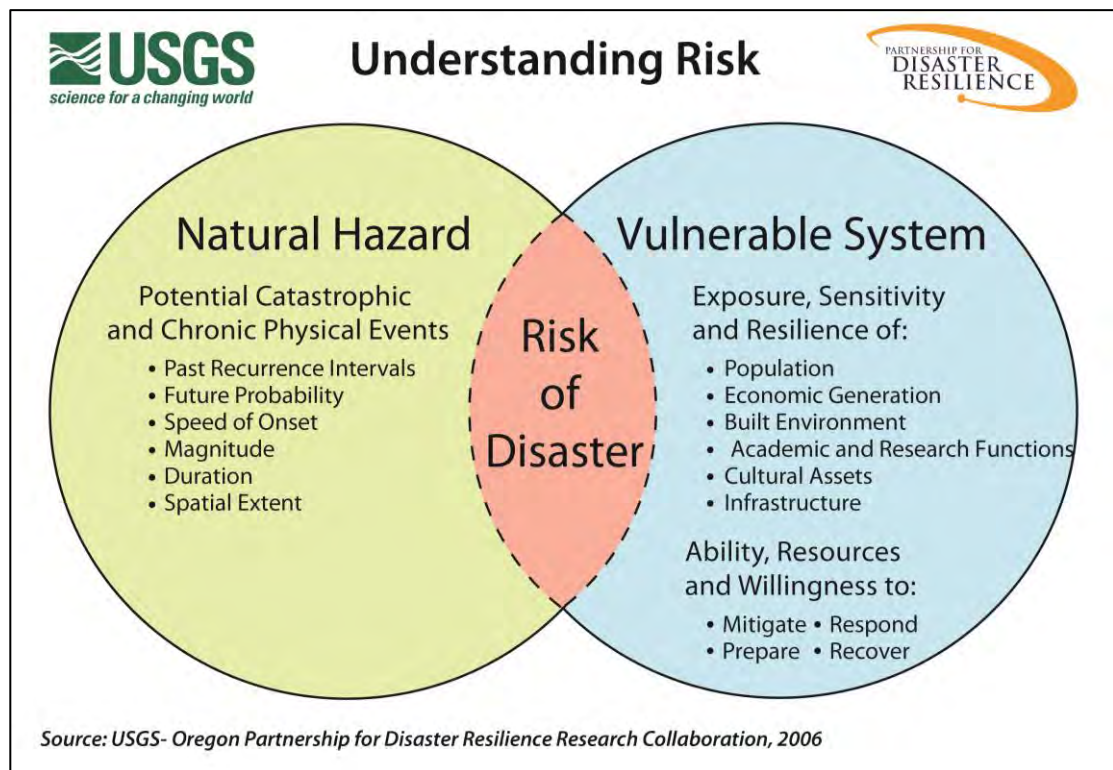 USGS
science for a changing world
Understanding Risk
PARTNERSHIP FOR
DISASTER
RESILIENCE
Natural Hazard
Potential Catastrophic
and Chronic Physical Events
• Past Recurrence Intervals
• Future Probability
• Speed of Onset
• Magnitude
• Duration
• Spatial Extent
Risk
of
Disaster
Vulnerable System
Exposure, Sensitivity
and Resilience of:
• Population
• Economic Generation
• Built Environment
• Academic and Research Functions
• Cultural Assets
• Infrastructure
Ability, Resources
and Willingness to:
• Mitigate • Respond
• Prepare • Recover
Source: USGS- Oregon Partnership for Disaster Resilience Research Collaboration, 2006